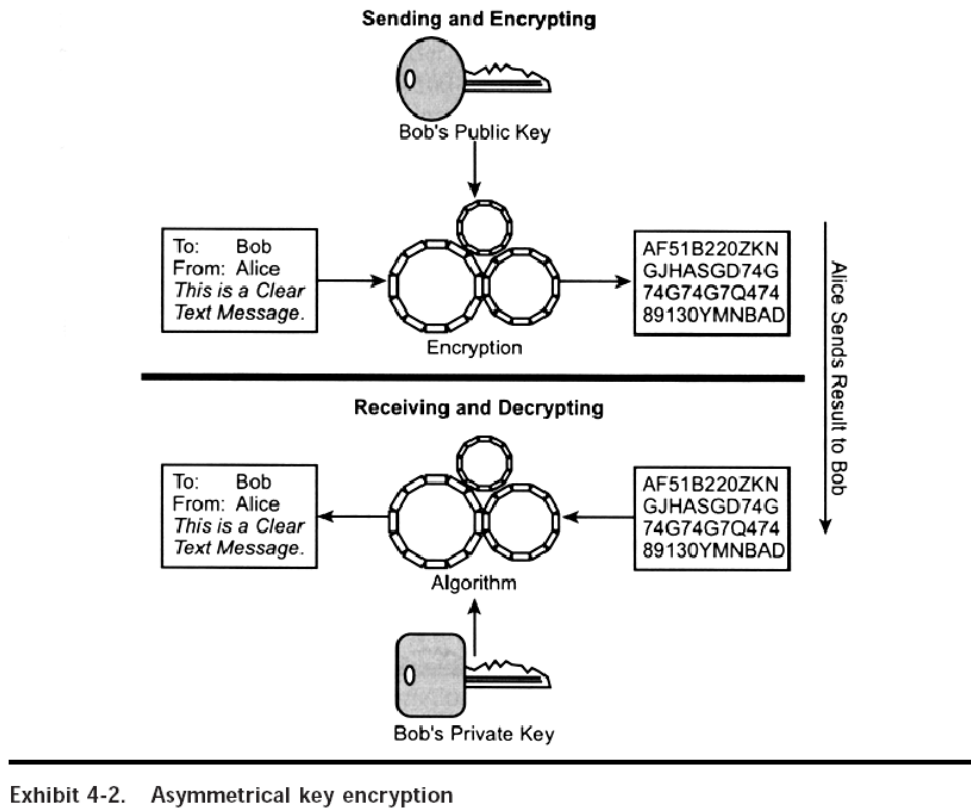 Sending and Encrypting
Bob's Public Key
To: Bob
From: Alice
This is a Clear
Text Message.
Encryption
AF51B220ZKN
GJHASGD74G
74G74G7Q474
89130YMNBAD
Alice Sends Result to Bob
Receiving and Decrypting
To: Bob
From: Alice
This is a Clear
Text Message.
Algorithm
AF51B220ZKN
GJHASGD74G
74G74G7Q474
89130YMNBAD
Bob's Private Key
Exhibit 4-2. Asymmetrical key encryption